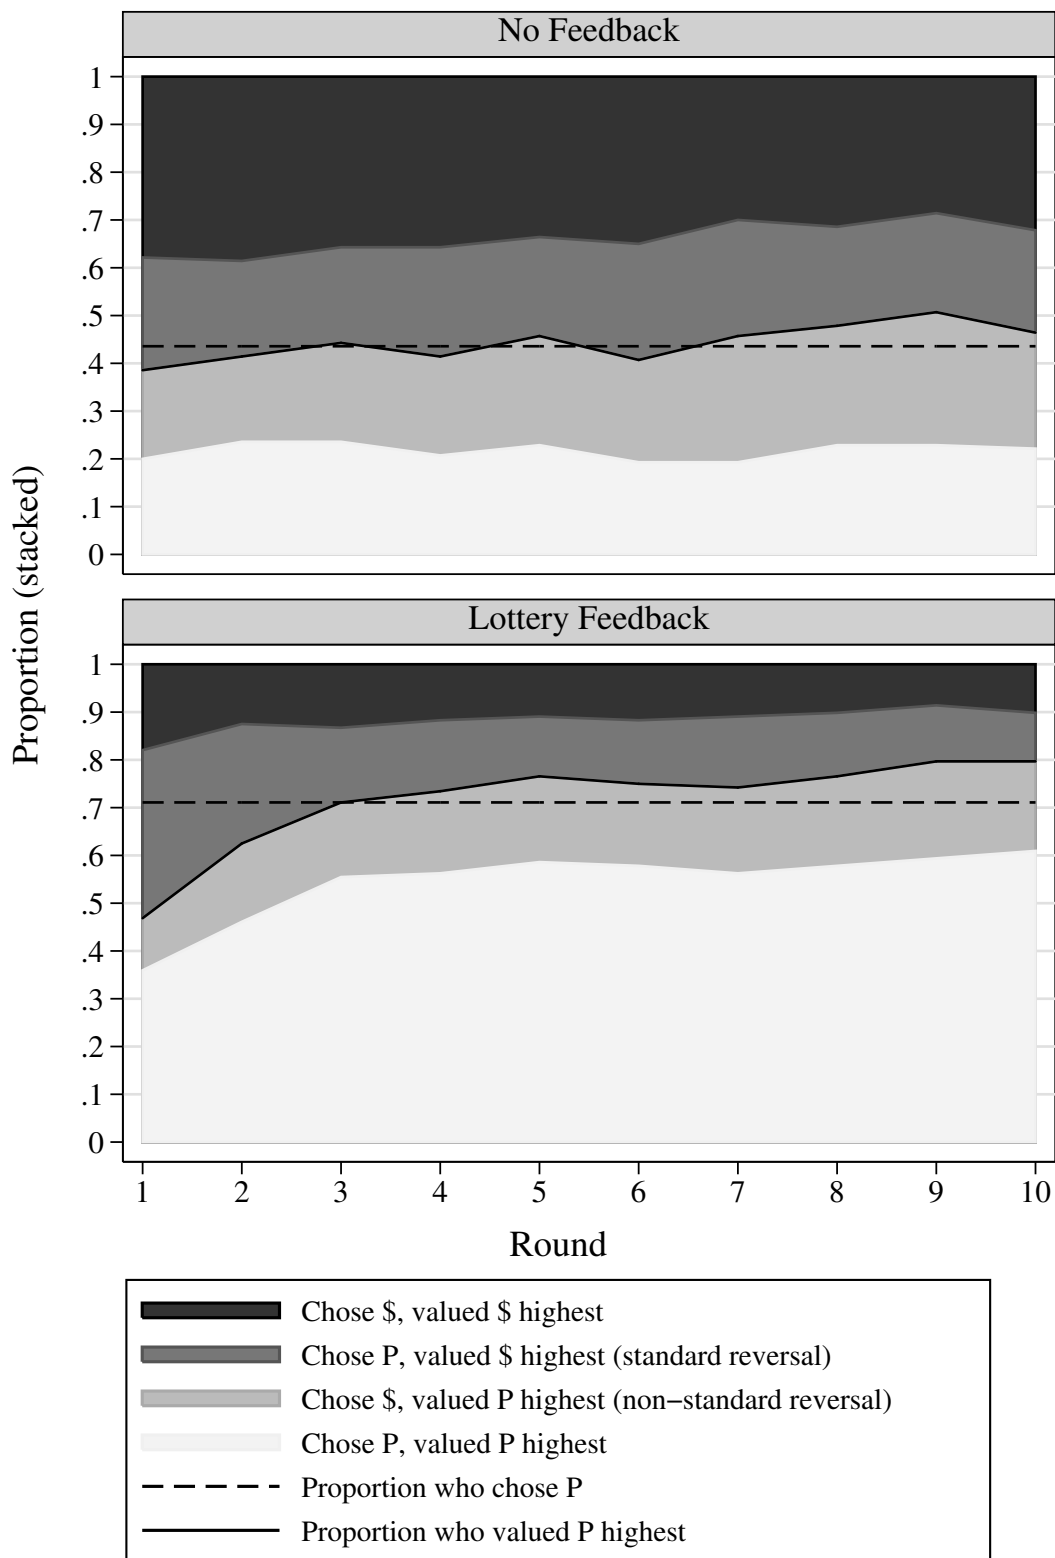 No Feedback
1
.9
.8
.7
.6
.5
.4
.3
.2
.1
0
Proportion (stacked)
Lottery Feedback
1
.9
.8
.7
.6
.5
.4
.3
.2
.1
0
1 2 3 4 5 6 7 8 9 10
Round
Chose $, valued $ highest
Chose P, valued $ highest (standard reversal)
Chose $, valued P highest (non−standard reversal)
Chose P, valued P highest
Proportion who chose P
Proportion who valued P highest